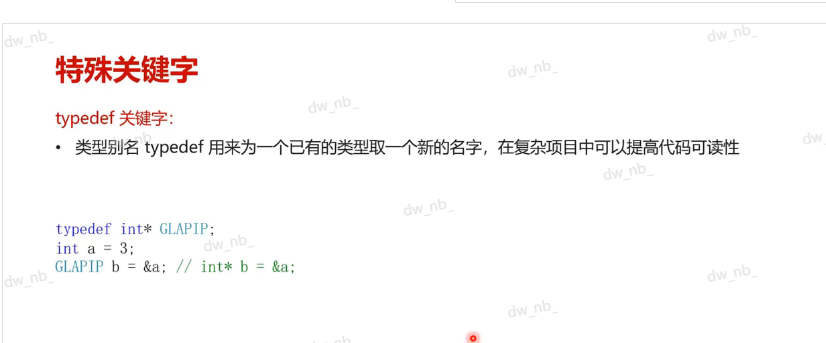 dw_nb_
dw_nb_
特殊关键字
dw_nb_
dw_nb_
typedef 关键字：
• 类型别名 typedef 用来为一个已有的类型取一个新的名字，在复杂项目中可以提高代码可读性
dw_nb_
dw_nb_
typedef int* GLAPIP;
int a = 3;
dw_nb_
GLAPIP b = &a; // int* b = &a;
dw_nb_
dw_nb_
dw_nb_